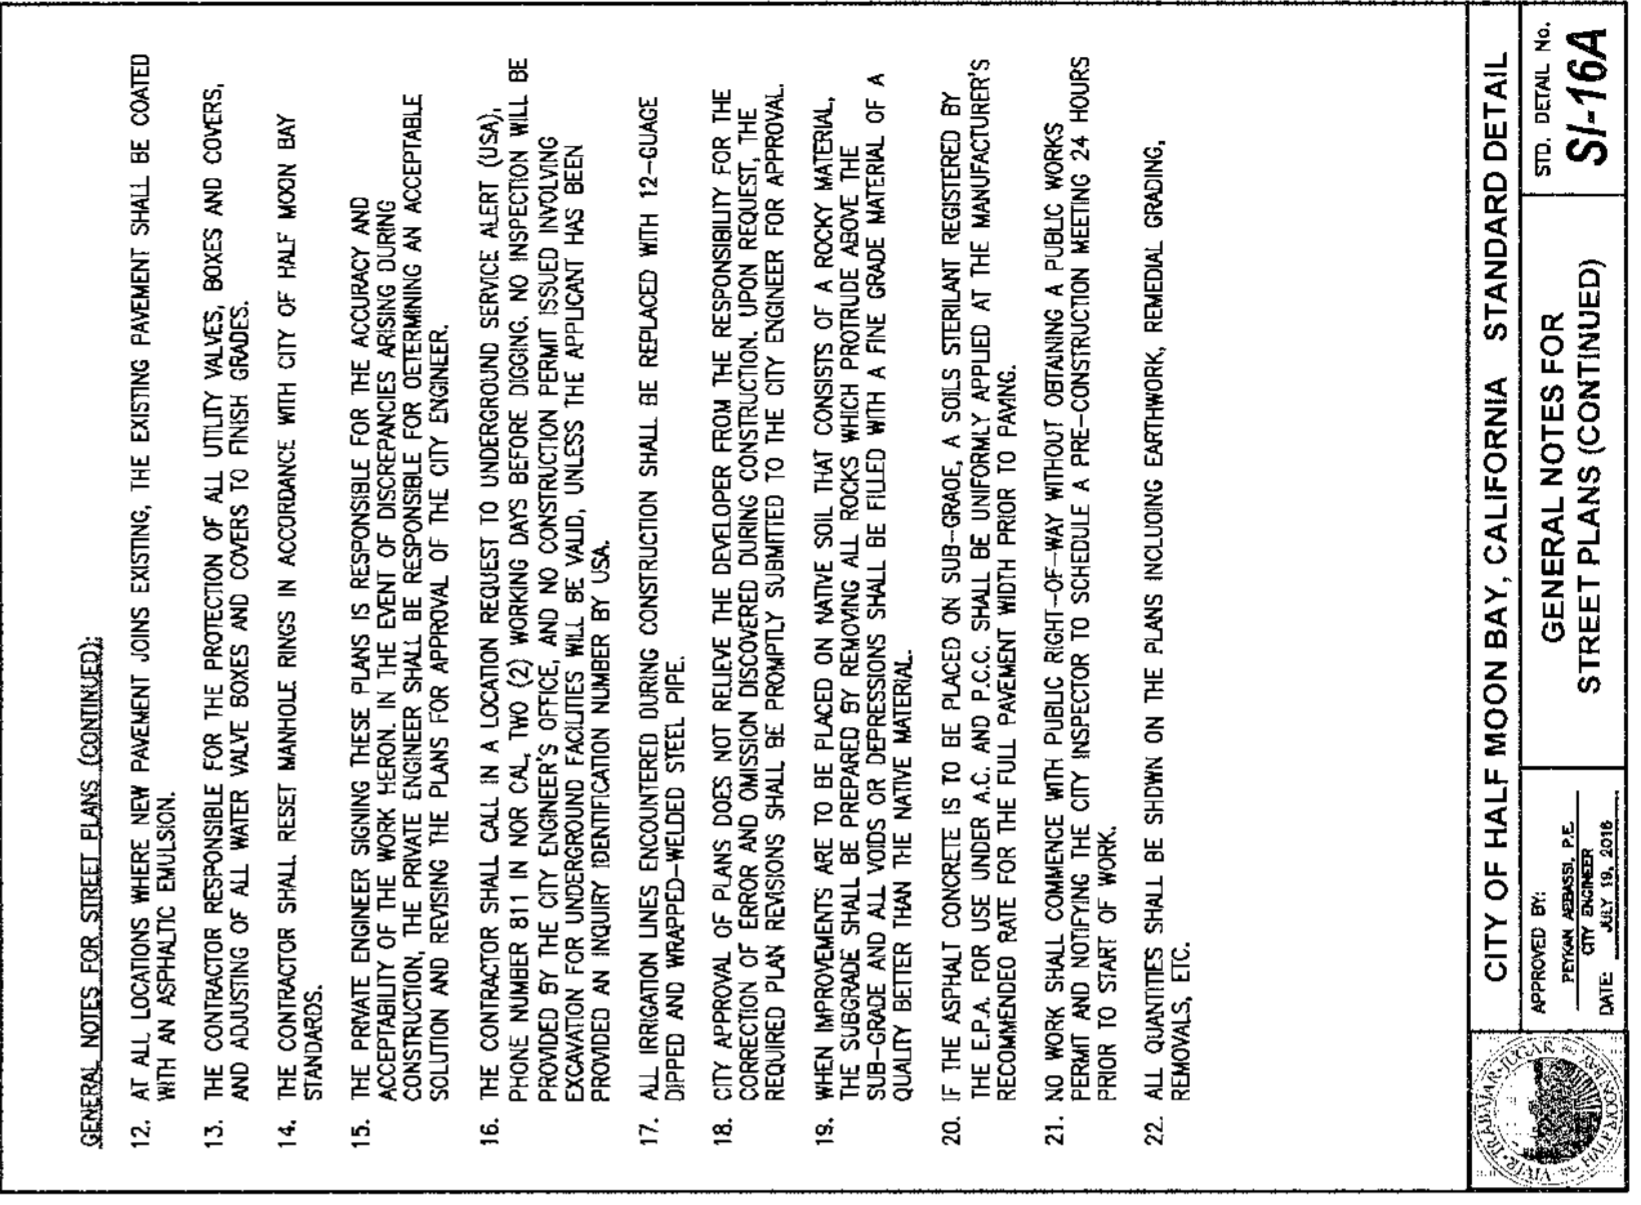 GENERAL NOTES FOR STREET PLANS (CONTINUED):
12. AT ALL LOCATIONS WHERE NEW PAVEMENT JOINS EXISTING, THE EXISTING PAVEMENT SHALL BE COATED
WITH AN ASPHALTIC EMULSION.
13. THE CONTRACTOR RESPONSIBLE FOR THE PROTECTION OF ALL UTILITY VALVES, BOXES AND COVERS,
AND ADJUSTING OF ALL WATER VALVE BOXES AND COVERS TO FINISH GRADES.
14. THE CONTRACTOR SHALL RESET MANHOLE RINGS IN ACCORDANCE WITH CITY OF HALF MOON BAY
STANDARDS.
15. THE PRIVATE ENGINEER SIGNING THESE PLANS IS RESPONSIBLE FOR THE ACCURACY AND
ACCEPTABILITY OF THE WORK HERON. IN THE EVENT OF DISCREPANCIES ARISING DURING
CONSTRUCTION, THE PRIVATE ENGINEER SHALL BE RESPONSIBLE FOR DETERMINING AN ACCEPTABLE
SOLUTION AND REVISING THE PLANS FOR APPROVAL OF THE CITY ENGINEER.
16. THE CONTRACTOR SHALL CALL IN A LOCATION REQUEST TO UNDERGROUND SERVICE ALERT (USA),
PHONE NUMBER 811 IN NOR CAL, TWO (2) WORKING DAYS BEFORE DIGGING. NO INSPECTION WILL BE
PROVIDED BY THE CITY ENGINEER'S OFFICE, AND NO CONSTRUCTION PERMIT ISSUED INVOLVING
EXCAVATION FOR UNDERGROUND FACILITIES WILL BE VALID, UNLESS THE APPLICANT HAS BEEN
PROVIDED AN INQUIRY IDENTIFICATION NUMBER BY USA.
17. ALL IRRIGATION LINES ENCOUNTERED DURING CONSTRUCTION SHALL BE REPLACED WITH 12-GUAGE
DIPPED AND WRAPPED-WELDED STEEL PIPE.
18. CITY APPROVAL OF PLANS DOES NOT RELIEVE THE DEVELOPER FROM THE RESPONSIBILITY FOR THE
CORRECTION OF ERROR AND OMISSION DISCOVERED DURING CONSTRUCTION. UPON REQUEST, THE
REQUIRED PLAN REVISIONS SHALL BE PROMPTLY SUBMITTED TO THE CITY ENGINEER FOR APPROVAL.
19. WHEN IMPROVEMENTS ARE TO BE PLACED ON NATIVE SOIL THAT CONSISTS OF A ROCKY MATERIAL,
THE SUBGRADE SHALL BE PREPARED BY REMOVING ALL ROCKS WHICH PROTRUDE ABOVE THE
SUB-GRADE AND ALL VOIDS OR DEPRESSIONS SHALL BE FILLED WITH A FINE GRADE MATERIAL OF A
QUALITY BETTER THAN THE NATIVE MATERIAL.
20. IF THE ASPHALT CONCRETE IS TO BE PLACED ON SUB-GRADE, A SOILS STERILANT REGISTERED BY
THE E.P.A. FOR USE UNDER A.C. AND P.C.C. SHALL BE UNIFORMLY APPLIED AT THE MANUFACTURER'S
RECOMMENDED RATE FOR THE FULL PAVEMENT WIDTH PRIOR TO PAVING.
21. NO WORK SHALL COMMENCE WITH PUBLIC RIGHT-OF-WAY WITHOUT OBTAINING A PUBLIC WORKS
PERMIT AND NOTIFYING THE CITY INSPECTOR TO SCHEDULE A PRE-CONSTRUCTION MEETING 24 HOURS
PRIOR TO START OF WORK.
22. ALL QUANTITIES SHALL BE SHOWN ON THE PLANS INCLUDING EARTHWORK, REMEDIAL GRADING,
REMOVALS, ETC.
CITY OF HALF MOON BAY, CALIFORNIA STANDARD DETAIL
APPROVED BY:
PEYKAN ABBASSI, P.E.
CITY ENGINEER
DATE: JULY 19, 2016
GENERAL NOTES FOR
STREET PLANS (CONTINUED)
STD. DETAIL No.
SI-16A
VIVIR TRABAJAR JUGAR
HALF MOON BAY